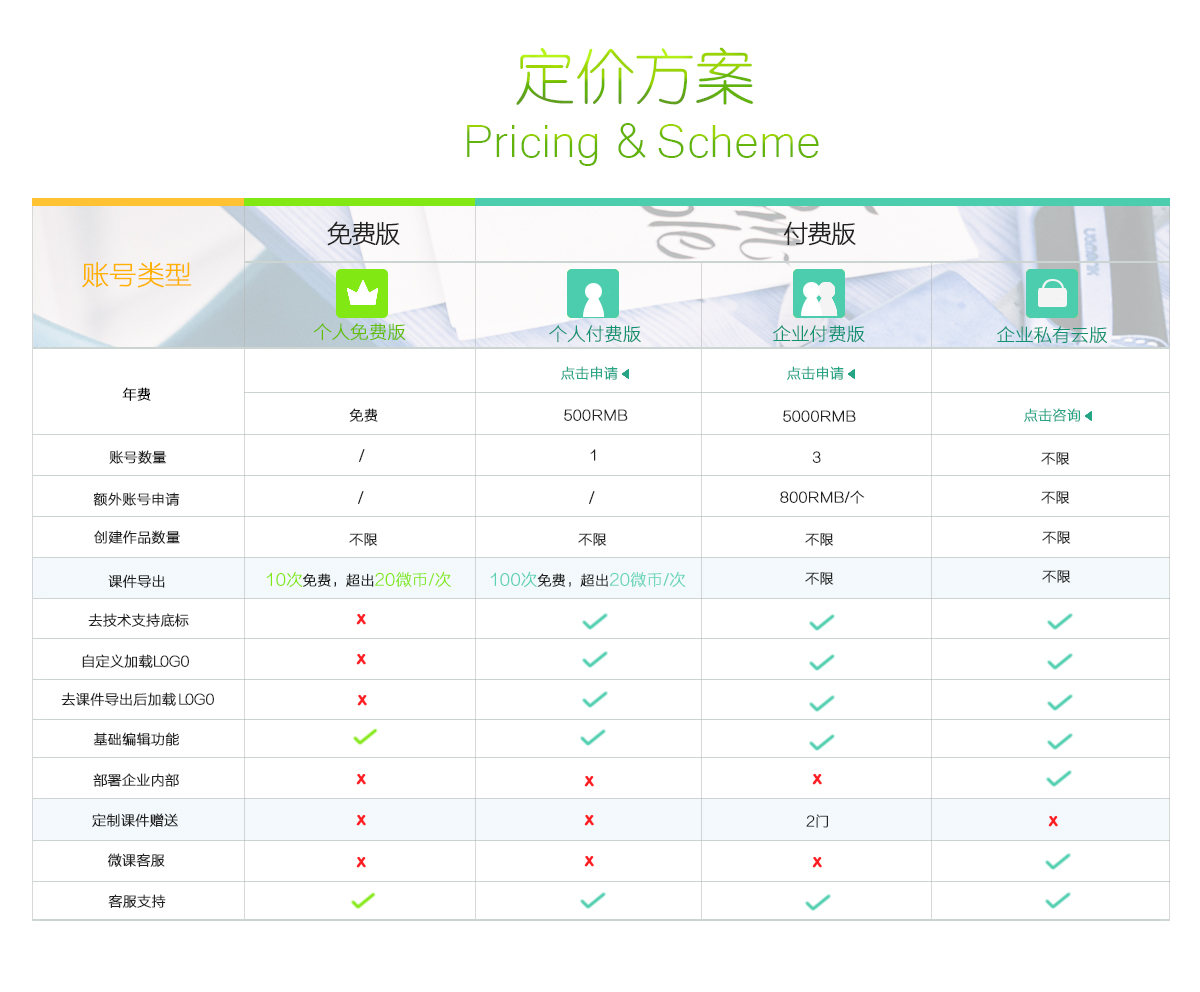 定价方案
Pricing & Scheme
账号类型
免费版
付费版
个人免费版
个人付费版
企业付费版
企业私有云版
年费
点击申请
点击申请
免费
500RMB
5000RMB
点击咨询
账号数量
/
1
3
不限
额外账号申请
/
/
800RMB/个
不限
创建作品数量
不限
不限
不限
不限
课件导出
10次免费，超出20微币/次
100次免费，超出20微币/次
不限
不限
去技术支持底标
自定义加载LOGO
去课件导出后加载LOGO
基础编辑功能
部署企业内部
定制课件赠送
2门
微课客服
客服支持